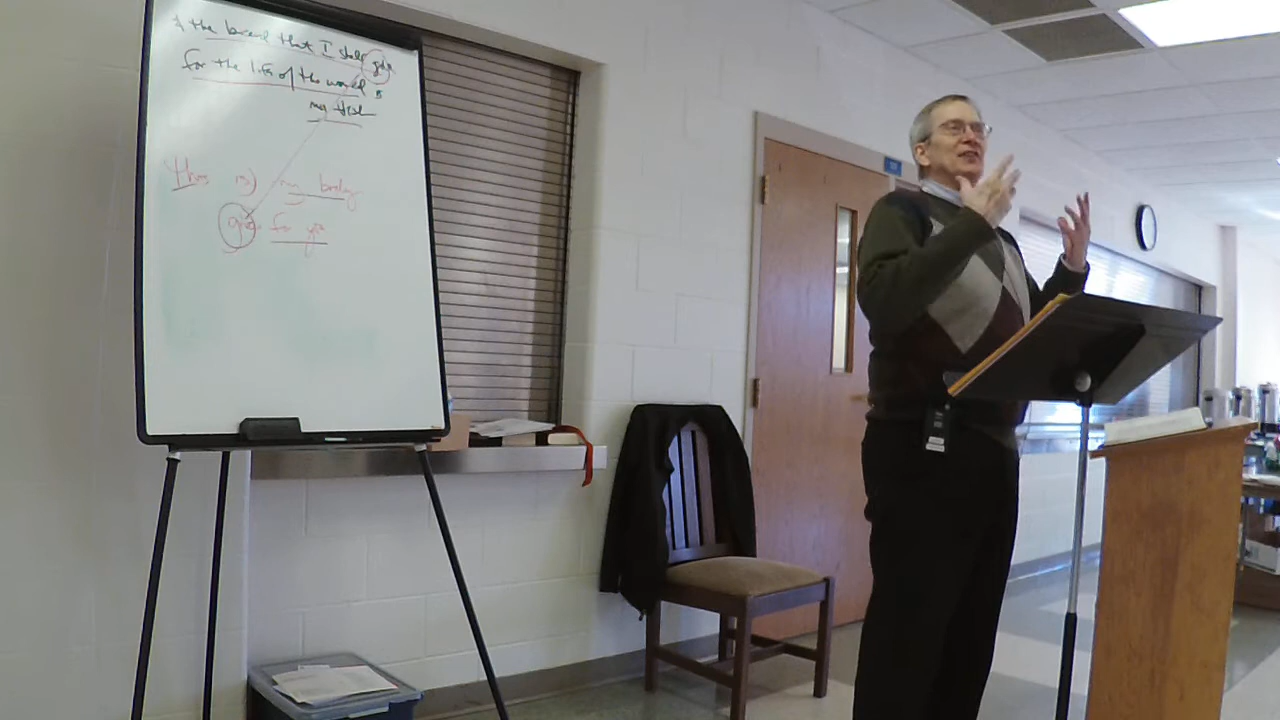 & the bread that I shall give
for the life of the world is
my flesh
this is my body
given for you